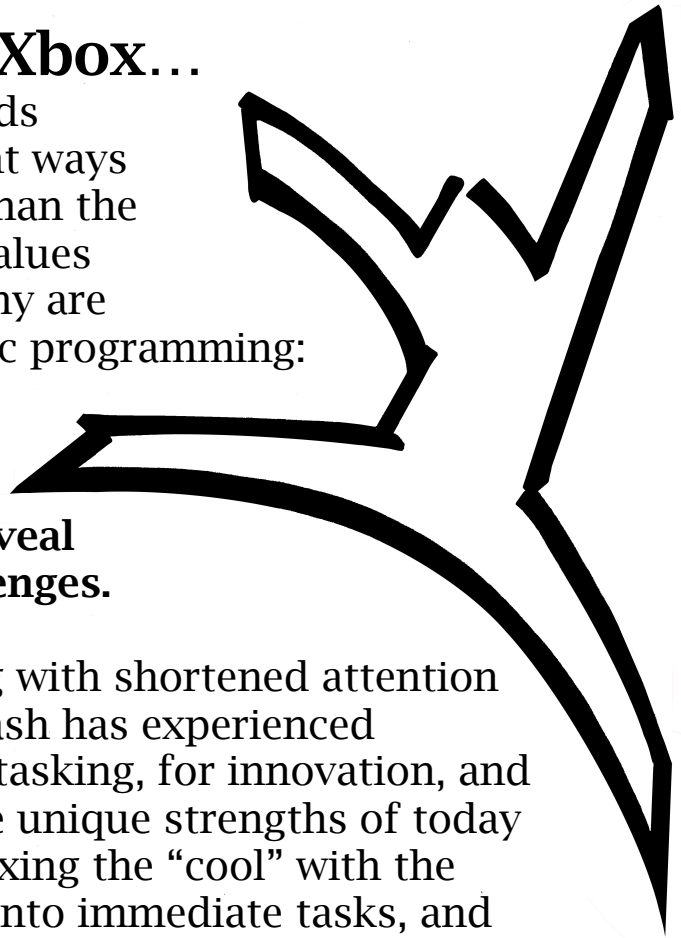 Xbox…
ds
t ways
han the
alues
ny are
c programming:
veal
enges.
g with shortened attention
ash has experienced
tasking, for innovation, and
e unique strengths of today
xing the “cool” with the
nto immediate tasks, and